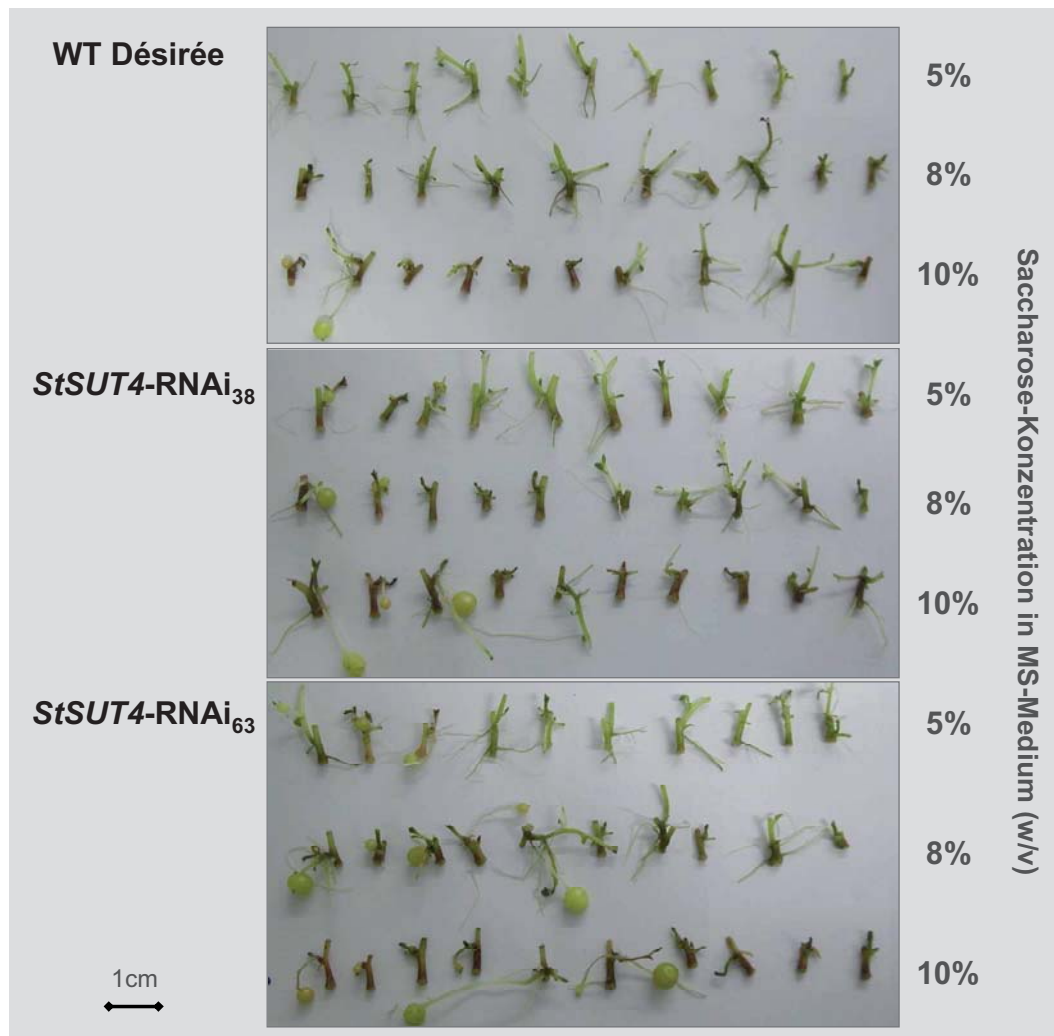 WT Désirée
5%
8%
10%
StSUT4-RNAi38
5%
8%
10%
StSUT4-RNAi63
5%
8%
10%
1cm
Saccharose-Konzentration in MS-Medium (w/v)